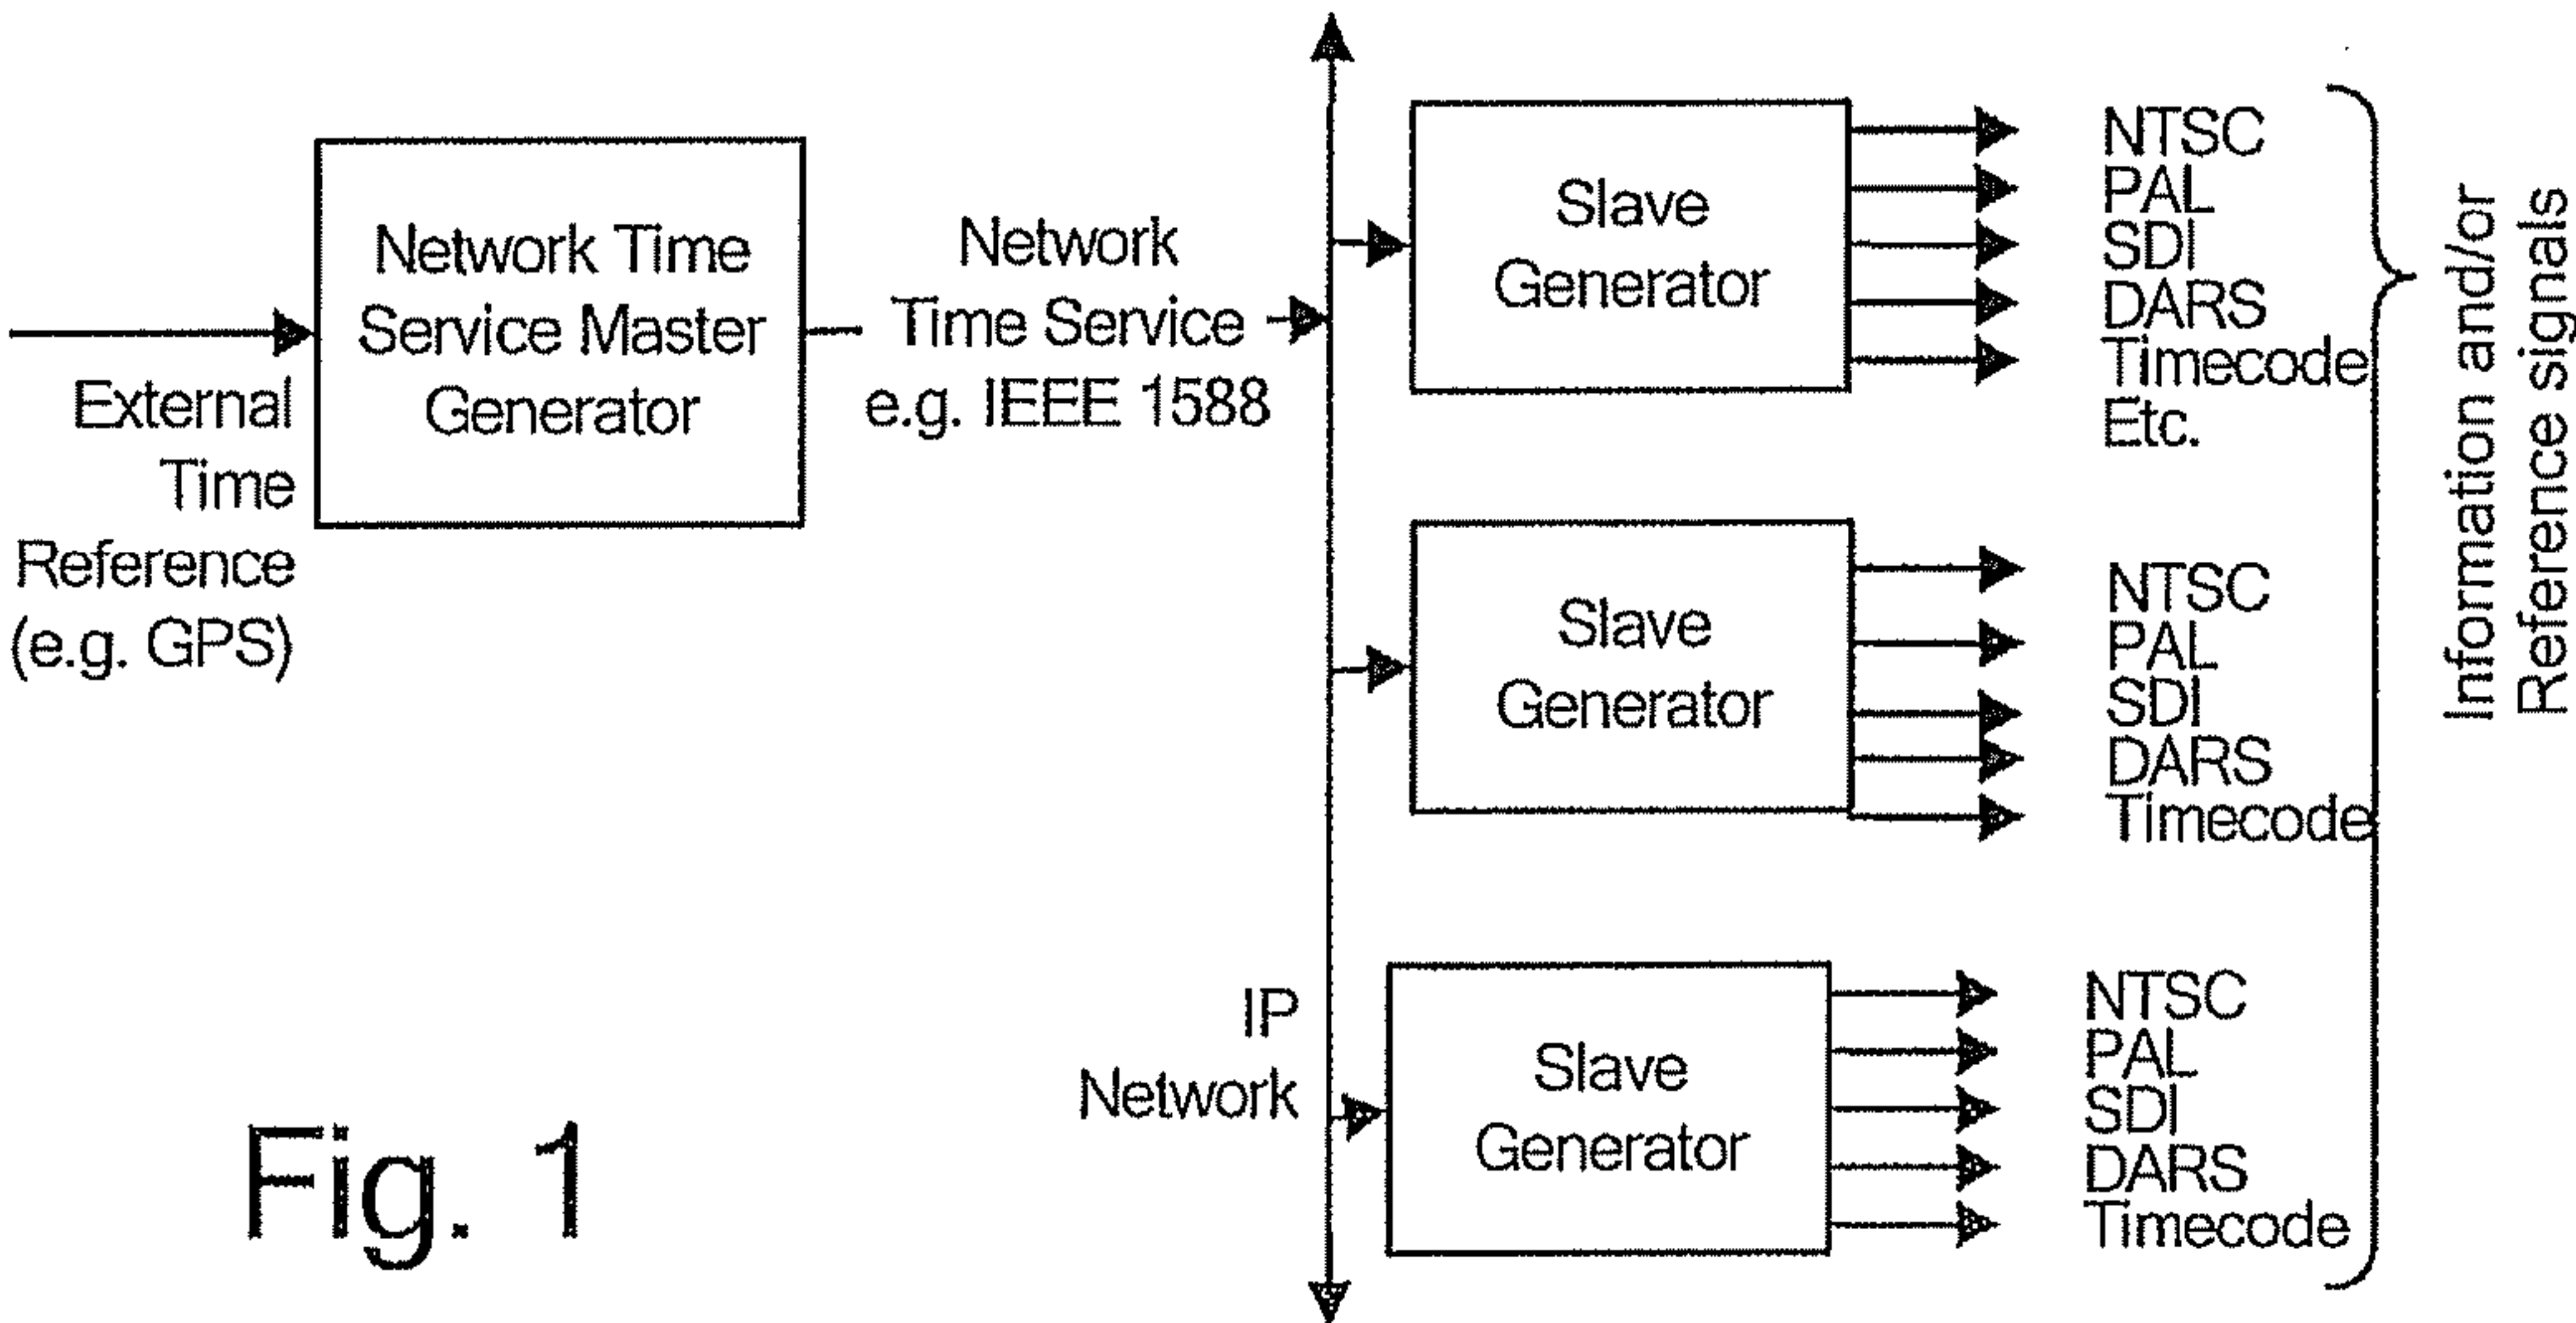 External
Time
Reference
(e.g. GPS)
Network Time
Service Master
Generator
Network
Time Service
e.g. IEEE 1588
IP
Network
Slave
Generator
NTSC
PAL
SDI
DARS
Timecode
Etc.
Slave
Generator
NTSC
PAL
SDI
DARS
Timecode
Slave
Generator
NTSC
PAL
SDI
DARS
Timecode
Information and/or
Reference signals
Fig. 1